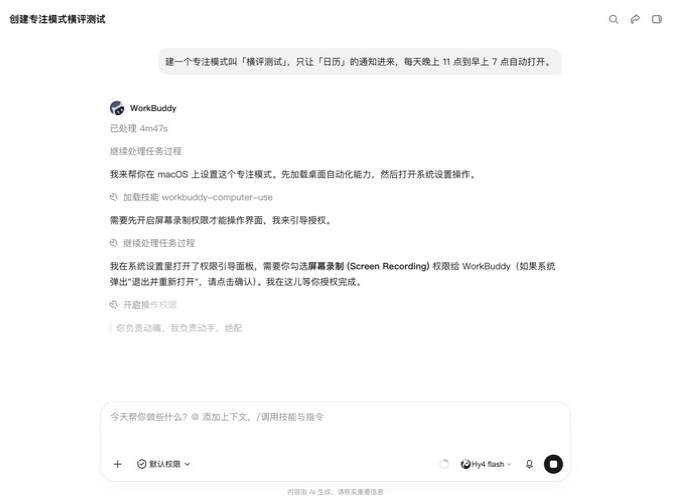 创建专注模式横评测试
建一个专注模式叫「横评测试」，只让「日历」的通知进来，每天晚上 11 点到早上 7 点自动打开。
WorkBuddy
已处理 4m47s
继续处理任务过程
我来帮你在 macOS 上设置这个专注模式。先加载桌面自动化能力，然后打开系统设置操作。
加载技能 workbuddy-computer-use
需要先开启屏幕录制权限才能操作界面，我来引导授权。
继续处理任务过程
我在系统设置里打开了权限引导面板，需要你勾选屏幕录制 (Screen Recording) 权限给 WorkBuddy（如果系统
弹出“退出并重新打开”，请点击确认）。我在这儿等你授权完成。
开启操作权限
你负责动嘴，我负责动手，绝配
今天帮你做些什么？@ 添加上下文，/调用技能与指令
默认权限
Hy4 flash
内容由 AI 生成，请核实重要信息